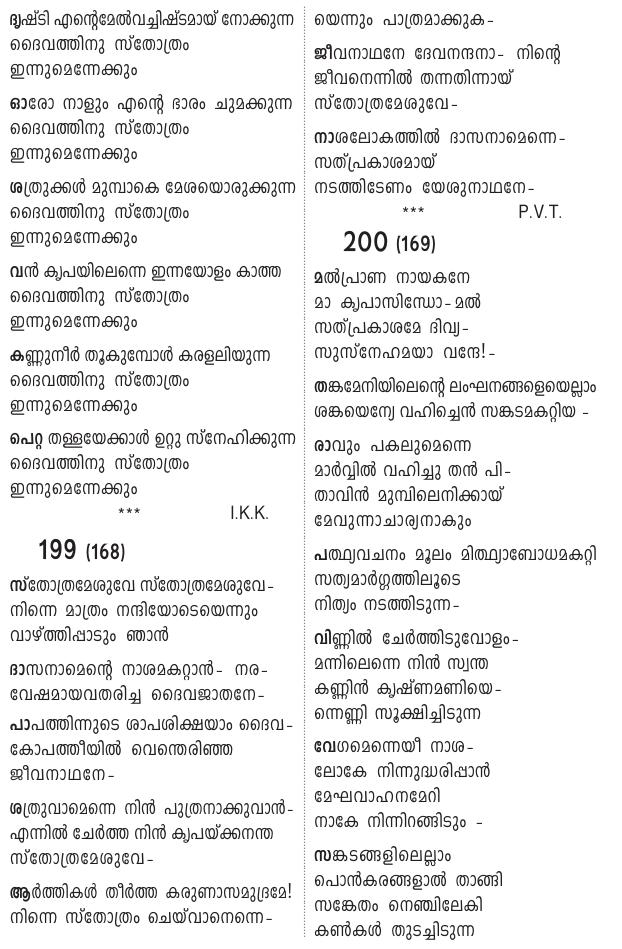 ദൃഷ്ടി എന്റെമേൽവച്ചിഷ്ടമായ് നോക്കുന്ന
ദൈവത്തിനു സ്തോത്രം
ഇന്നുമെന്നേക്കും
ഓരോ നാളും എന്റെ ഭാരം ചുമക്കുന്ന
ദൈവത്തിനു സ്തോത്രം
ഇന്നുമെന്നേക്കും
ശത്രുക്കൾ മുമ്പാകെ മേശയൊരുക്കുന്ന
ദൈവത്തിനു സ്തോത്രം
ഇന്നുമെന്നേക്കും
വൻ കൃപയിലെന്നെ ഇന്നയോളം കാത്ത
ദൈവത്തിനു സ്തോത്രം
ഇന്നുമെന്നേക്കും
കണ്ണുനീർ തൂകുമ്പോൾ കരളലിയുന്ന
ദൈവത്തിനു സ്തോത്രം
ഇന്നുമെന്നേക്കും
പെറ്റ തള്ളയേക്കാൾ ഉറ്റു സ്നേഹിക്കുന്ന
ദൈവത്തിനു സ്തോത്രം
ഇന്നുമെന്നേക്കും
*** I.K.K.
199 (168)
സ്തോത്രമേശുവേ സ്തോത്രമേശുവേ-
നിന്നെ മാത്രം നന്ദിയോടെയെന്നും
വാഴ്ത്തിപ്പാടും ഞാൻ
ദാസനാമെന്റെ നാശമകറ്റാൻ- നര-
വേഷമായവതരിച്ച ദൈവജാതനേ-
പാപത്തിന്നുടെ ശാപശിക്ഷയാം ദൈവ-
കോപത്തീയിൽ വെന്തെരിഞ്ഞ
ജീവനാഥനേ-
ശത്രുവാമെന്നെ നിൻ പുത്രനാക്കുവാൻ-
എന്നിൽ ചേർത്ത നിൻ കൃപയ്ക്കനന്ത
സ്തോത്രമേശുവേ-
ആർത്തികൾ തീർത്ത കരുണാസമുദ്രമേ!
നിന്നെ സ്തോത്രം ചെയ്‌വാനെന്നെ-
യെന്നും പാത്രമാക്കുക-
ജീവനാഥനേ ദേവനന്ദനാ- നിന്റെ
ജീവനെന്നിൽ തന്നതിന്നായ്
സ്തോത്രമേശുവേ-
നാശലോകത്തിൽ ദാസനാമെന്നെ-
സത്പ്രകാശമായ്
നടത്തിടേണം യേശുനാഥനേ-
*** P.V.T.
200 (169)
മൽപ്രാണ നായകനേ
മാ കൃപാസിന്ധോ- മൽ
സത്പ്രകാശമേ ദിവ്യ-
സുസ്നേഹമയാ വന്ദേ!-
തങ്കമേനിയിലെന്റെ ലംഘനങ്ങളെയെല്ലാം
ശങ്കയെന്യേ വഹിച്ചെൻ സങ്കടമകറ്റിയ -
രാവും പകലുമെന്നെ
മാർവ്വിൽ വഹിച്ചു തൻ പി-
താവിൻ മുമ്പിലെനിക്കായ്
മേവുന്നാചാര്യനാകും
പത്ഥ്യവചനം മൂലം മിത്ഥ്യാബോധമകറ്റി
സത്യമാർഗ്ഗത്തിലൂടെ
നിത്യം നടത്തിടുന്ന-
വിണ്ണിൽ ചേർത്തിടുവോളം-
മന്നിലെന്നെ നിൻ സ്വന്ത
കണ്ണിൻ കൃഷ്ണമണിയെ-
ന്നെണ്ണി സൂക്ഷിച്ചിടുന്ന
വേഗമെന്നെയീ നാശ-
ലോകേ നിന്നുദ്ധരിപ്പാൻ
മേഘവാഹനമേറി
നാകേ നിന്നിറങ്ങിടും -
സങ്കടങ്ങളിലെല്ലാം
പൊൻകരങ്ങളാൽ താങ്ങി
സങ്കേതം നെഞ്ചിലേകി
കൺകൾ തുടച്ചിടുന്ന